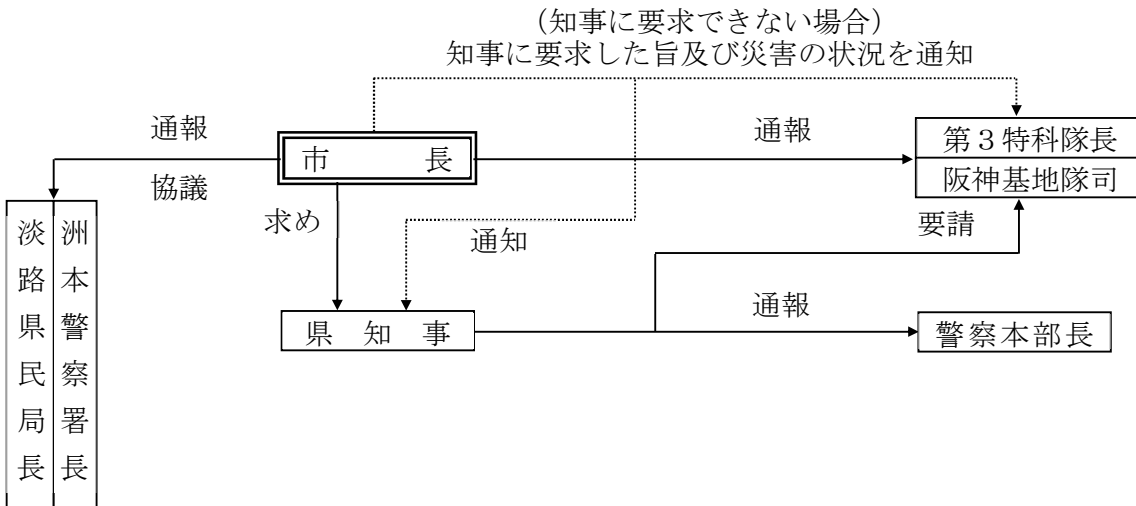 （知事に要求できない場合）
知事に要求した旨及び災害の状況を通知
通報
協議
市　　長
通報
第３特科隊長
阪神基地隊司
求め
通知
要請
県　知　事
通報
警察本部長
洲本警察署長
淡路県民局長